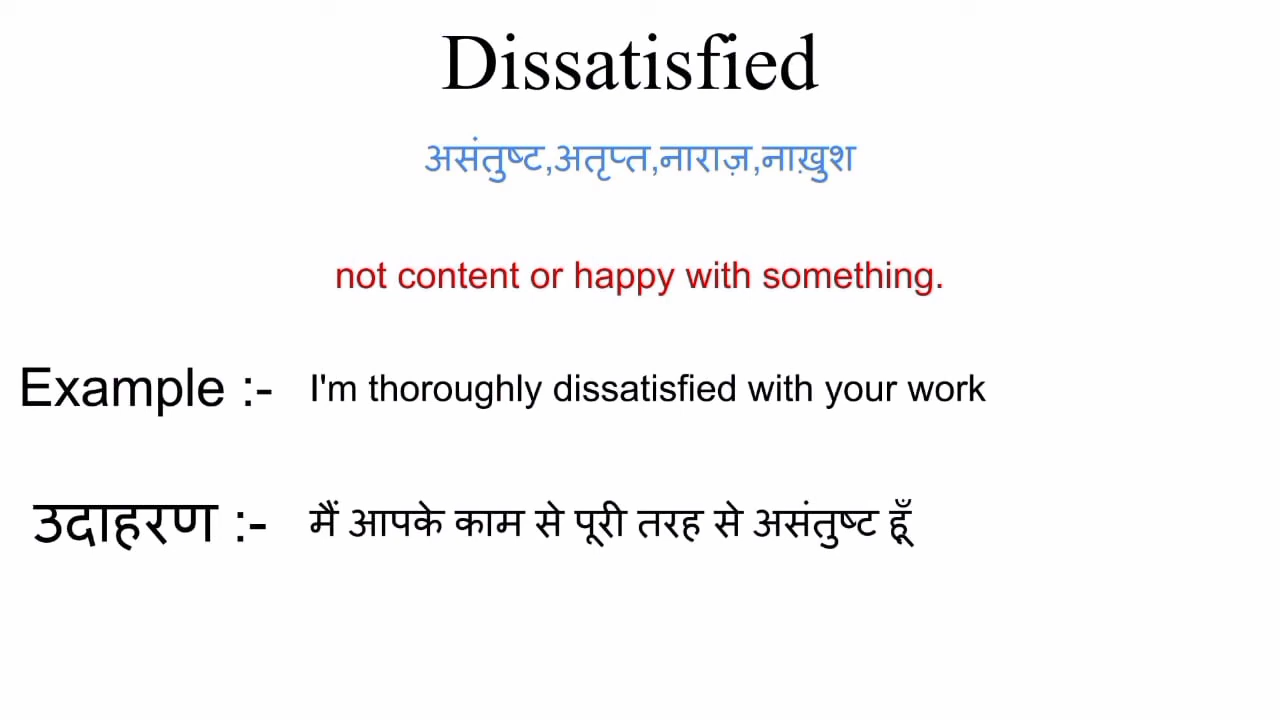 Dissatisfied
असंतुष्ट,अतृप्त,नाराज़,नाख़ुश
not content or happy with something.
Example :- I'm thoroughly dissatisfied with your work
उदाहरण :- मैं आपके काम से पूरी तरह से असंतुष्ट हूँ